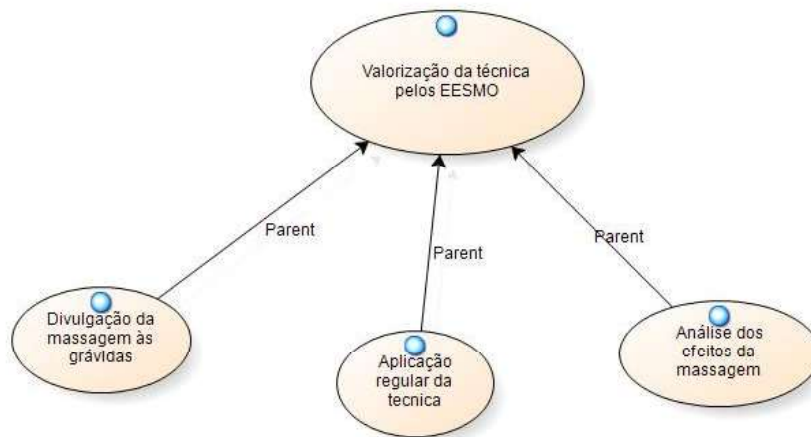 Valorização da técnica
pelos EESMO
Parent
Parent
Parent
Divulgação da
massagem às
grávidas
Aplicação
regular da
tecnica
Análise dos
efeitos da
massagem